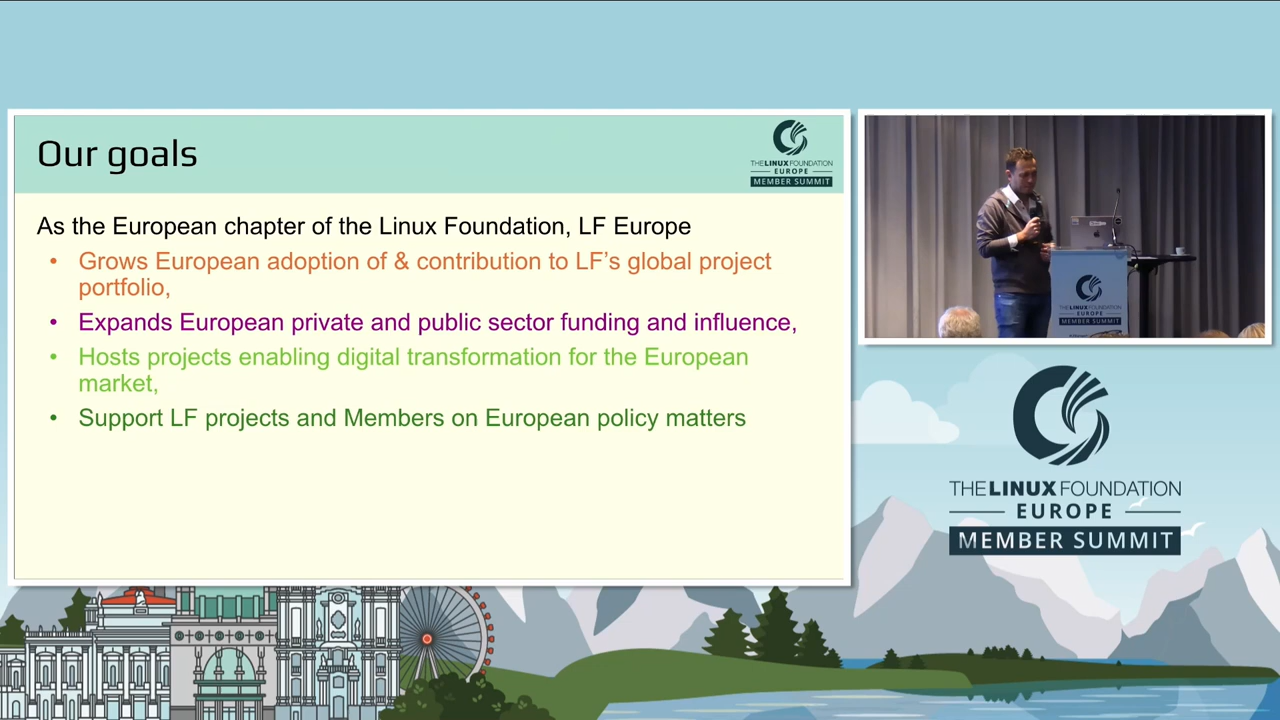 Our goals
THE LINUX FOUNDATION
EUROPE
MEMBER SUMMIT
As the European chapter of the Linux Foundation, LF Europe
• Grows European adoption of & contribution to LF’s global project
portfolio,
• Expands European private and public sector funding and influence,
• Hosts projects enabling digital transformation for the European
market,
• Support LF projects and Members on European policy matters
THE LINUX FOUNDATION
EUROPE
MEMBER SUMMIT
THE LINUX FOUNDATION
EUROPE
MEMBER SUMMIT